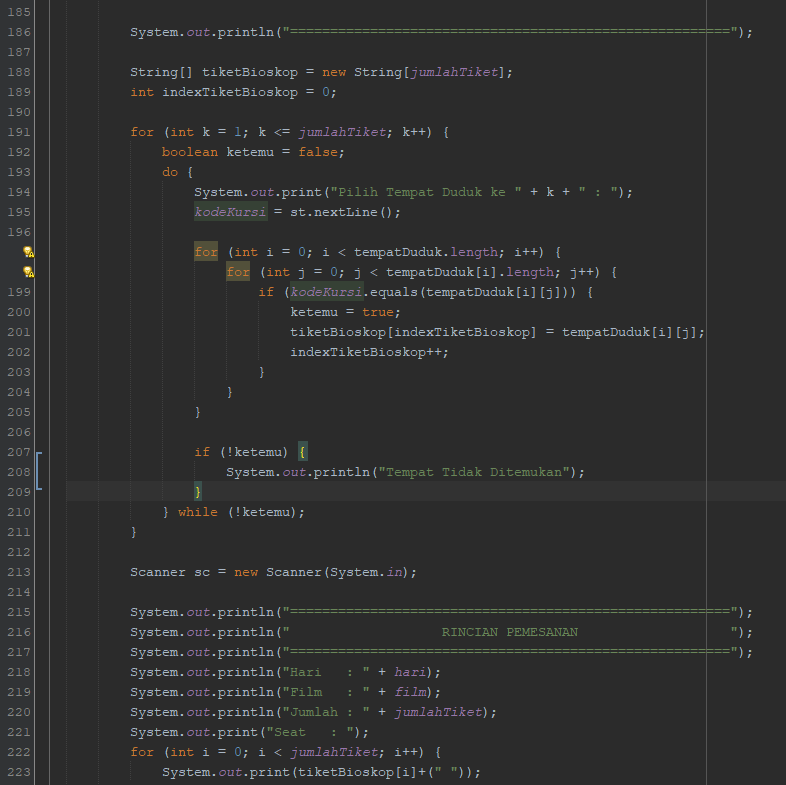 185
186 System.out.println("=======================================================");
187
188 String[] tiketBioskop = new String[jumlahTiket];
189 int indexTiketBioskop = 0;
190
191 for (int k = 1; k <= jumlahTiket; k++) {
192 boolean ketemu = false;
193 do {
194 System.out.print("Pilih Tempat Duduk ke " + k + " : ");
195 kodeKursi = st.nextLine();
196
for (int i = 0; i < tempatDuduk.length; i++) {
for (int j = 0; j < tempatDuduk[i].length; j++) {
199 if (kodeKursi.equals(tempatDuduk[i][j])) {
200 ketemu = true;
201 tiketBioskop[indexTiketBioskop] = tempatDuduk[i][j];
202 indexTiketBioskop++;
203 }
204 }
205 }
206
207 if (!ketemu) {
208 System.out.println("Tempat Tidak Ditemukan");
209 }
210 } while (!ketemu);
211 }
212
213 Scanner sc = new Scanner(System.in);
214
215 System.out.println("=======================================================");
216 System.out.println("                   RINCIAN PEMESANAN                   ");
217 System.out.println("=======================================================");
218 System.out.println("Hari   : " + hari);
219 System.out.println("Film   : " + film);
220 System.out.println("Jumlah : " + jumlahTiket);
221 System.out.print("Seat   : ");
222 for (int i = 0; i < jumlahTiket; i++) {
223 System.out.print(tiketBioskop[i]+(" "));